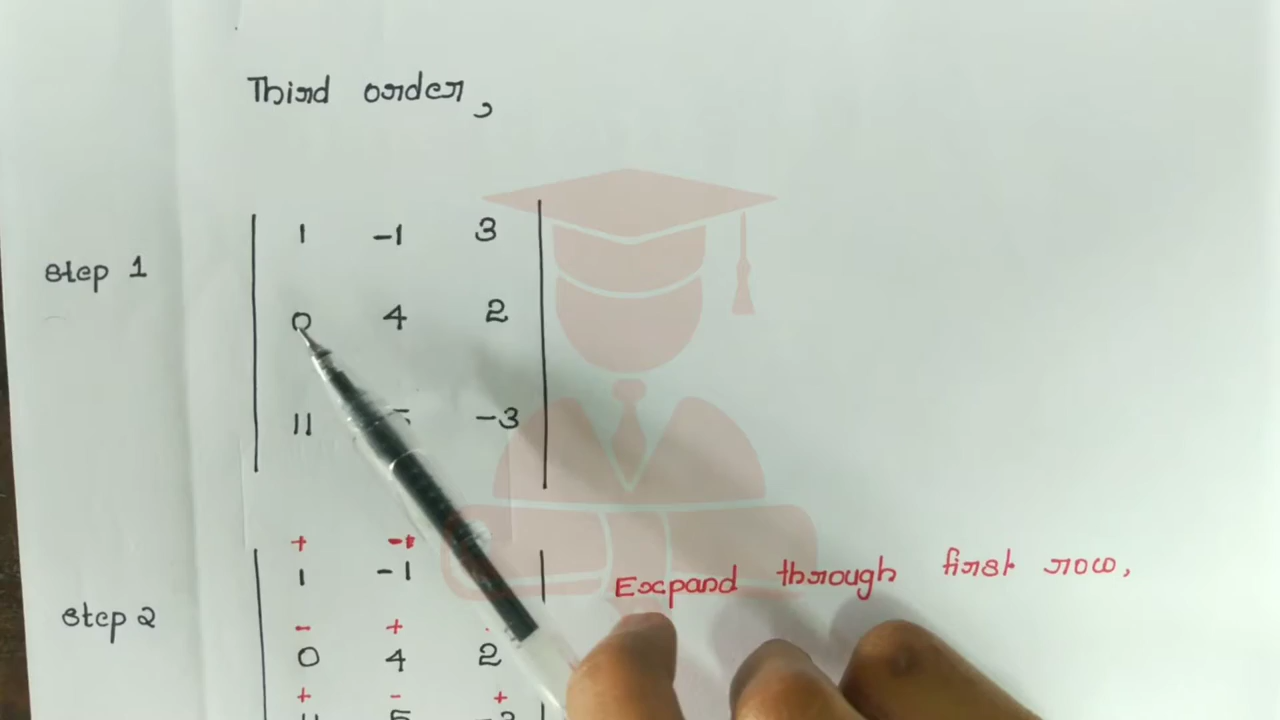 Third order,
1 -1 3
Step 1
0 4 2
11 -3
+ -
1 -1
Expand through first row,
Step 2
- +
0 4 2
+ - +